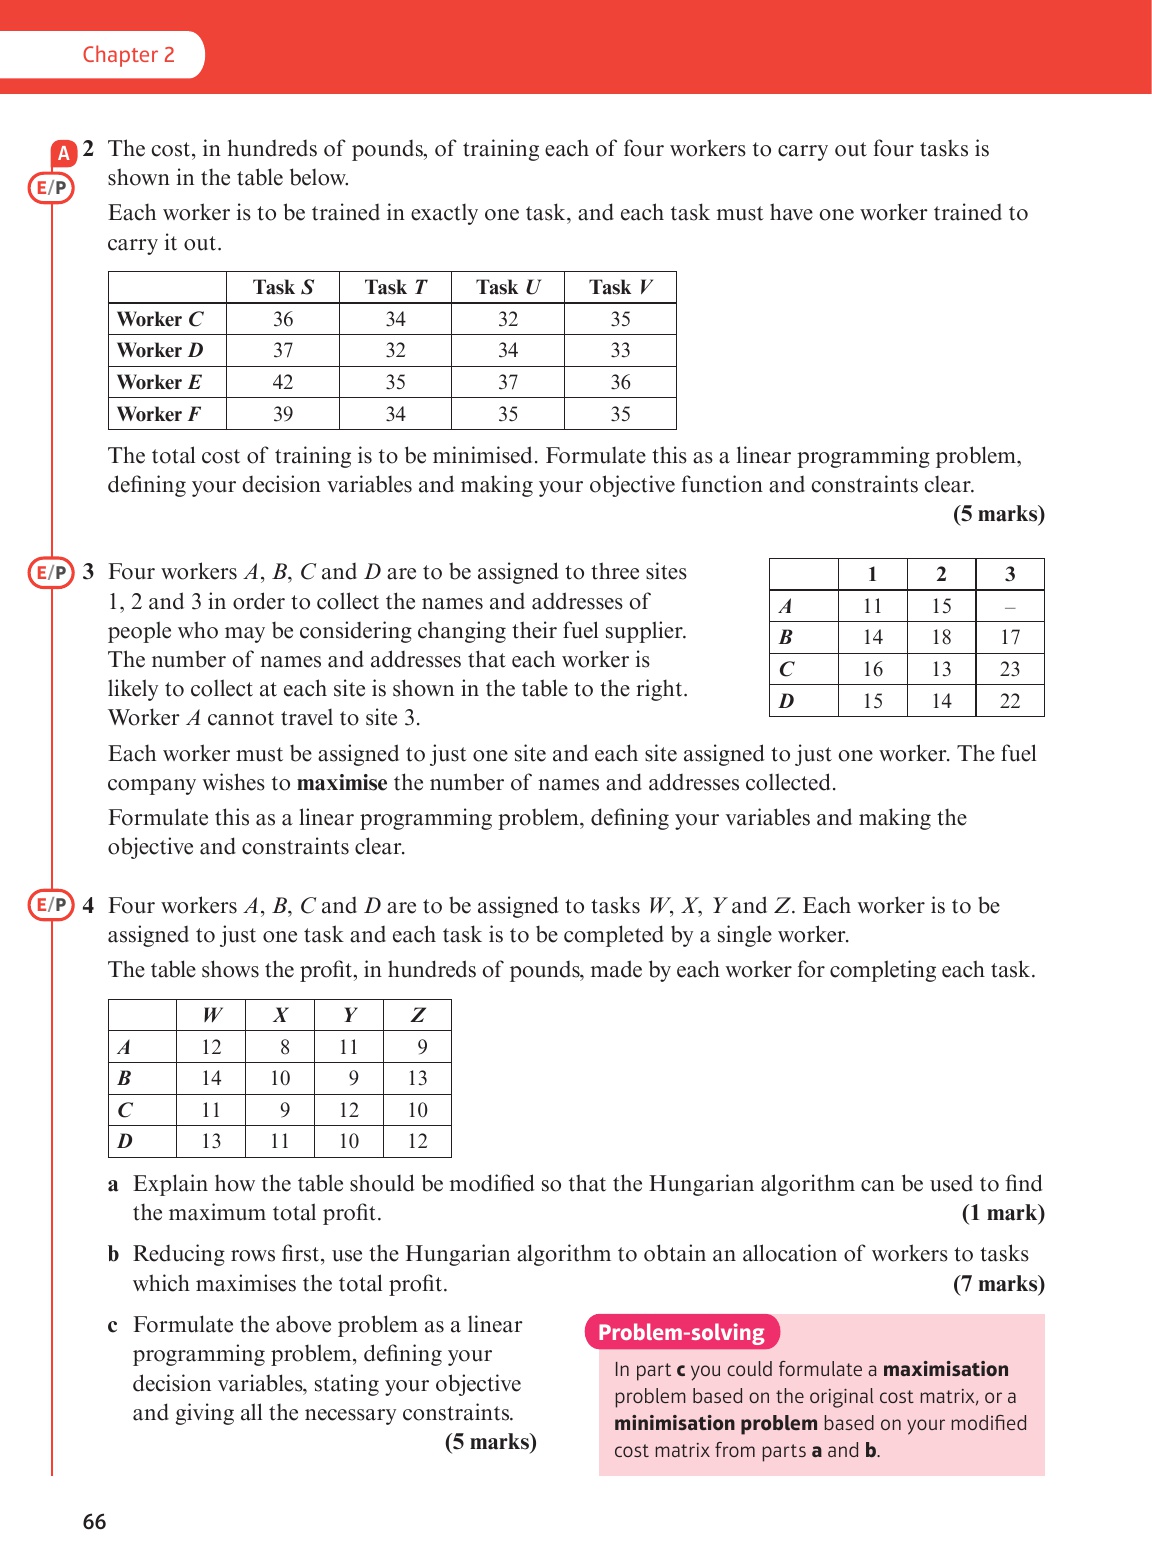 Chapter 2
A
E/P
2 The cost, in hundreds of pounds, of training each of four workers to carry out four tasks is
shown in the table below.
Each worker is to be trained in exactly one task, and each task must have one worker trained to
carry it out.
Task S Task T Task U Task V
Worker C 36 34 32 35
Worker D 37 32 34 33
Worker E 42 35 37 36
Worker F 39 34 35 35
The total cost of training is to be minimised. Formulate this as a linear programming problem,
defining your decision variables and making your objective function and constraints clear.
(5 marks)
E/P
3 Four workers A, B, C and D are to be assigned to three sites
1, 2 and 3 in order to collect the names and addresses of
people who may be considering changing their fuel supplier.
The number of names and addresses that each worker is
likely to collect at each site is shown in the table to the right.
Worker A cannot travel to site 3.
1 2 3
A 11 15 –
B 14 18 17
C 16 13 23
D 15 14 22
Each worker must be assigned to just one site and each site assigned to just one worker. The fuel
company wishes to maximise the number of names and addresses collected.
Formulate this as a linear programming problem, defining your variables and making the
objective and constraints clear.
E/P
4 Four workers A, B, C and D are to be assigned to tasks W, X, Y and Z. Each worker is to be
assigned to just one task and each task is to be completed by a single worker.
The table shows the profit, in hundreds of pounds, made by each worker for completing each task.
W X Y Z
A 12 8 11 9
B 14 10 9 13
C 11 9 12 10
D 13 11 10 12
a Explain how the table should be modified so that the Hungarian algorithm can be used to find
the maximum total profit. (1 mark)
b Reducing rows first, use the Hungarian algorithm to obtain an allocation of workers to tasks
which maximises the total profit. (7 marks)
c Formulate the above problem as a linear
programming problem, defining your
decision variables, stating your objective
and giving all the necessary constraints.
(5 marks)
Problem-solving
In part c you could formulate a maximisation
problem based on the original cost matrix, or a
minimisation problem based on your modified
cost matrix from parts a and b.
66